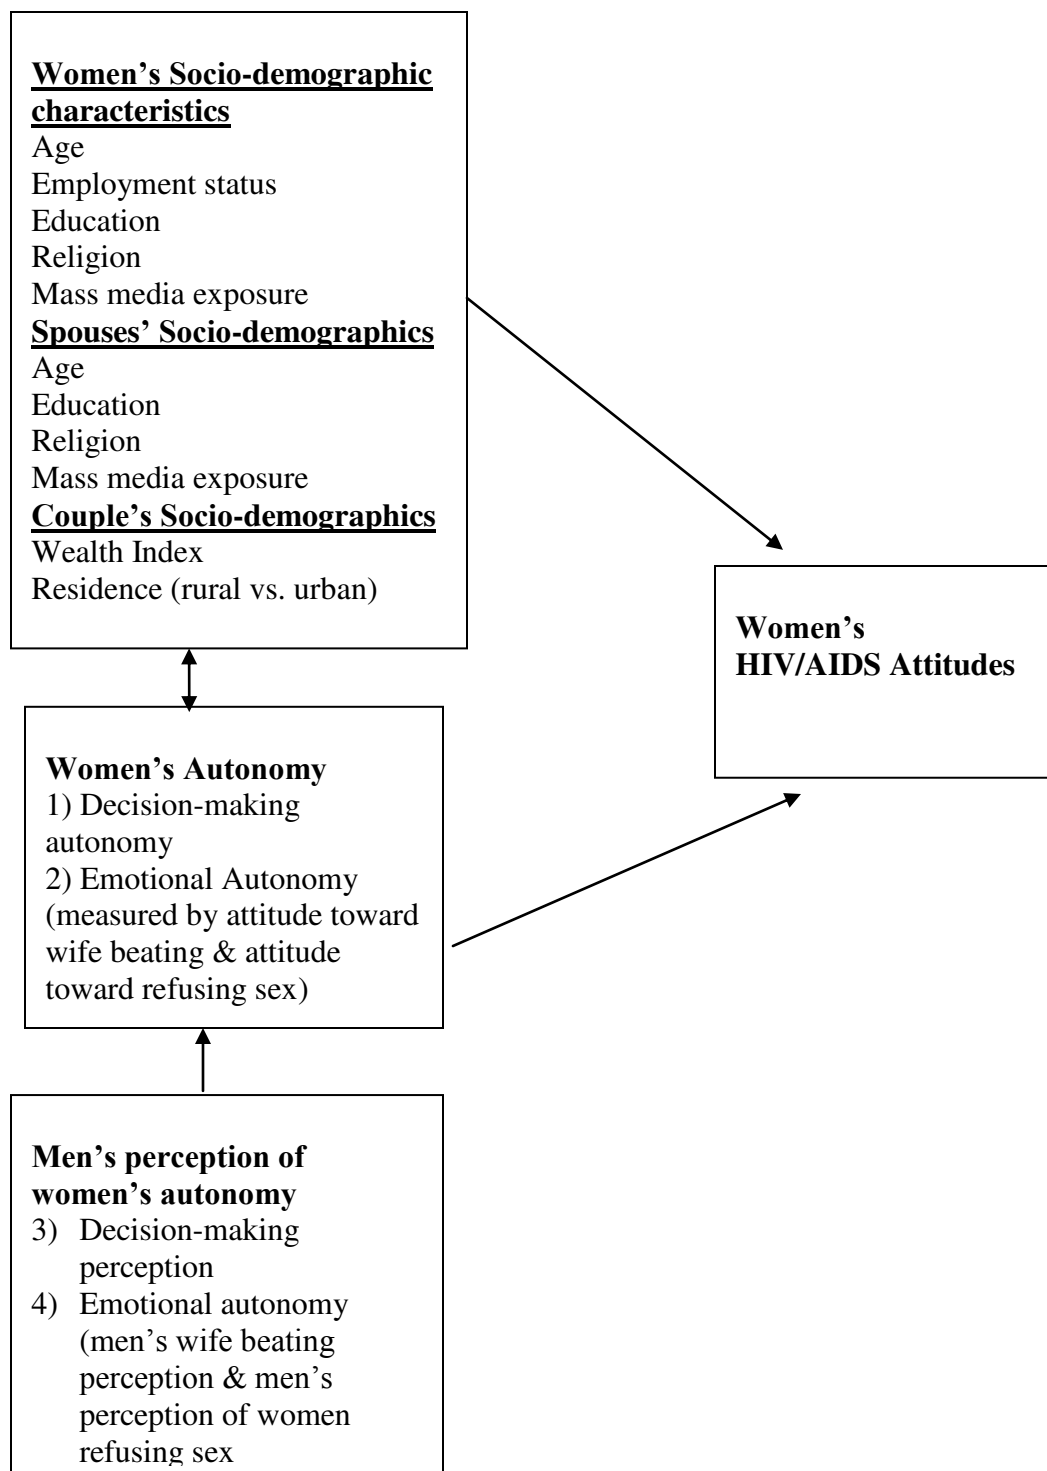 Women’s Socio-demographic
characteristics
Age
Employment status
Education
Religion
Mass media exposure
Spouses’ Socio-demographics
Age
Education
Religion
Mass media exposure
Couple’s Socio-demographics
Wealth Index
Residence (rural vs. urban)
Women’s
HIV/AIDS Attitudes
Women’s Autonomy
1) Decision-making
autonomy
2) Emotional Autonomy
(measured by attitude toward
wife beating & attitude
toward refusing sex)
Men’s perception of
women’s autonomy
3) Decision-making
perception
4) Emotional autonomy
(men’s wife beating
perception & men’s
perception of women
refusing sex